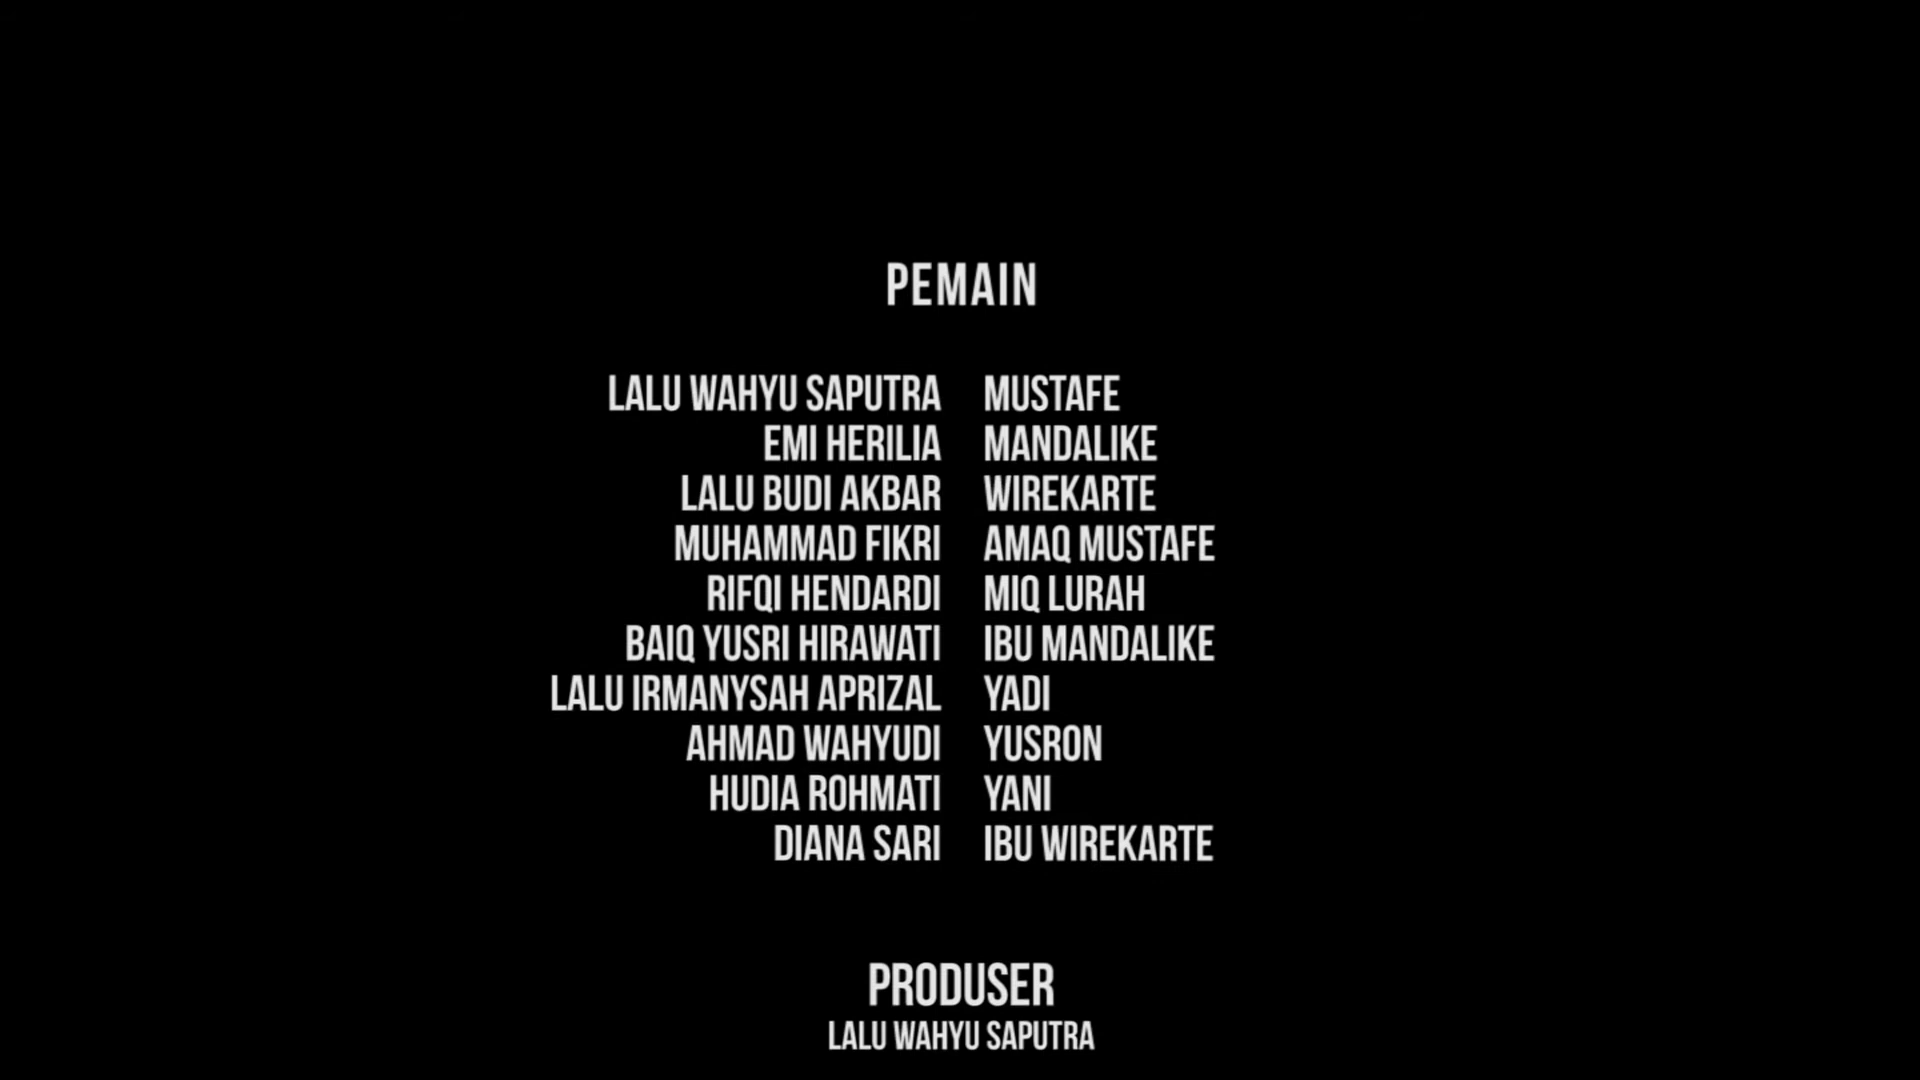 PEMAIN
LALU WAHYU SAPUTRA MUSTAFE
EMI HERILIA MANDALIKE
LALU BUDI AKBAR WIREKARTE
MUHAMMAD FIKRI AMAQ MUSTAFE
RIFQI HENDARDI MIQ LURAH
BAIQ YUSRI HIRAWATI IBU MANDALIKE
LALU IRMANYSAH APRIZAL YADI
AHMAD WAHYUDI YUSRON
HUDIA ROHMATI YANI
DIANA SARI IBU WIREKARTE
PRODUSER
LALU WAHYU SAPUTRA